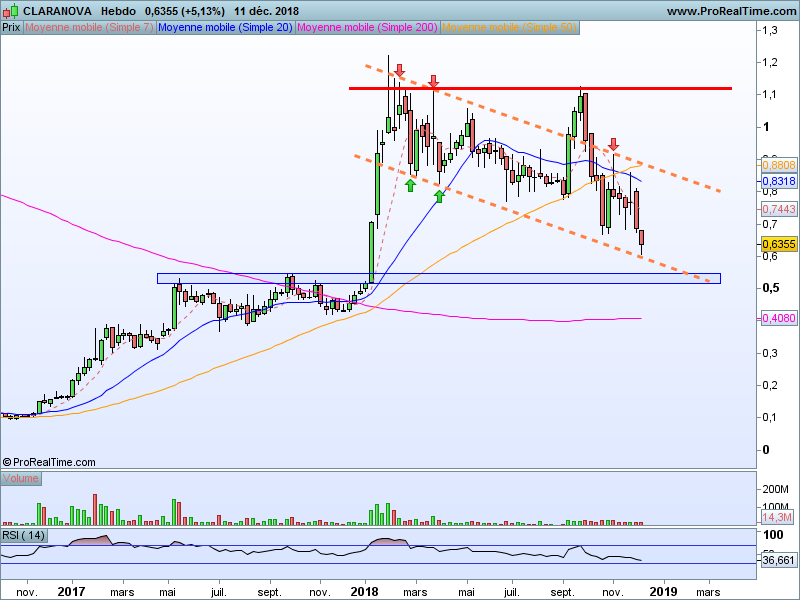 CLARANOVA Hebdo 0,6355 (+5,13%) 11 déc. 2018 www.ProRealTime.com
Prix Moyenne mobile (Simple 7) Moyenne mobile (Simple 20) Moyenne mobile (Simple 200) Moyenne mobile (Simple 50)
1,3
1,2
1,1
1
0,8808
0,8318
0,8
0,7443
0,7
0,6355
0,6
0,5
0,4080
0,3
0,2
0,1
0
© ProRealTime.com
Volume
200M
100M
14,3M
RSI ( 14)
100
36,661
nov. 2017 mars mai juil. sept. nov. 2018 mars mai juil. sept. nov. 2019 mars